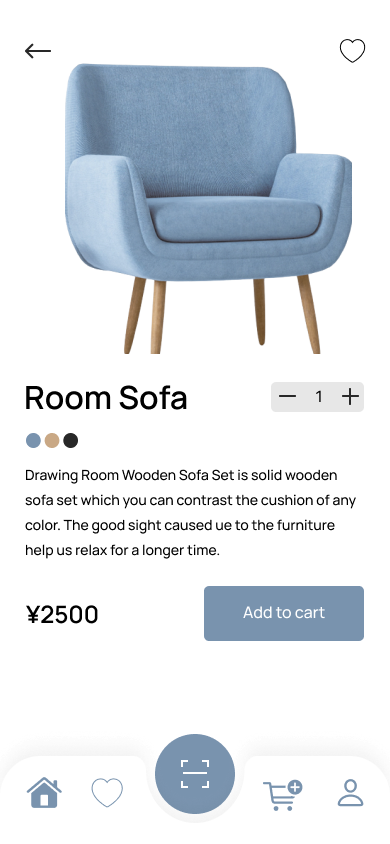 Room Sofa
1
Drawing Room Wooden Sofa Set is solid wooden
sofa set which you can contrast the cushion of any
color. The good sight caused ue to the furniture
help us relax for a longer time.
¥2500
Add to cart